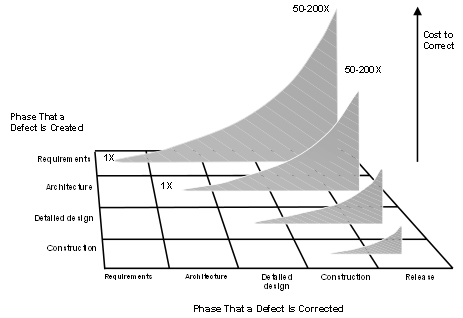 50-200X
Cost to
Correct
50-200X
Phase That a
Defect Is Created
Requirements
1X
Architecture
1X
Detailed design
Construction
Requirements
Architecture
Detailed
design
Construction
Release
Phase That a Defect Is Corrected